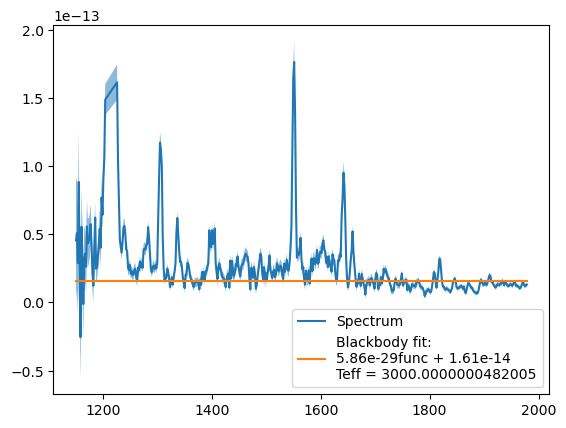 1e−13
2.0
1.5
1.0
0.5
0.0
−0.5
1200
1400
1600
1800
2000
Spectrum
Blackbody fit:
5.86e-29func + 1.61e-14
Teff = 3000.0000000482005